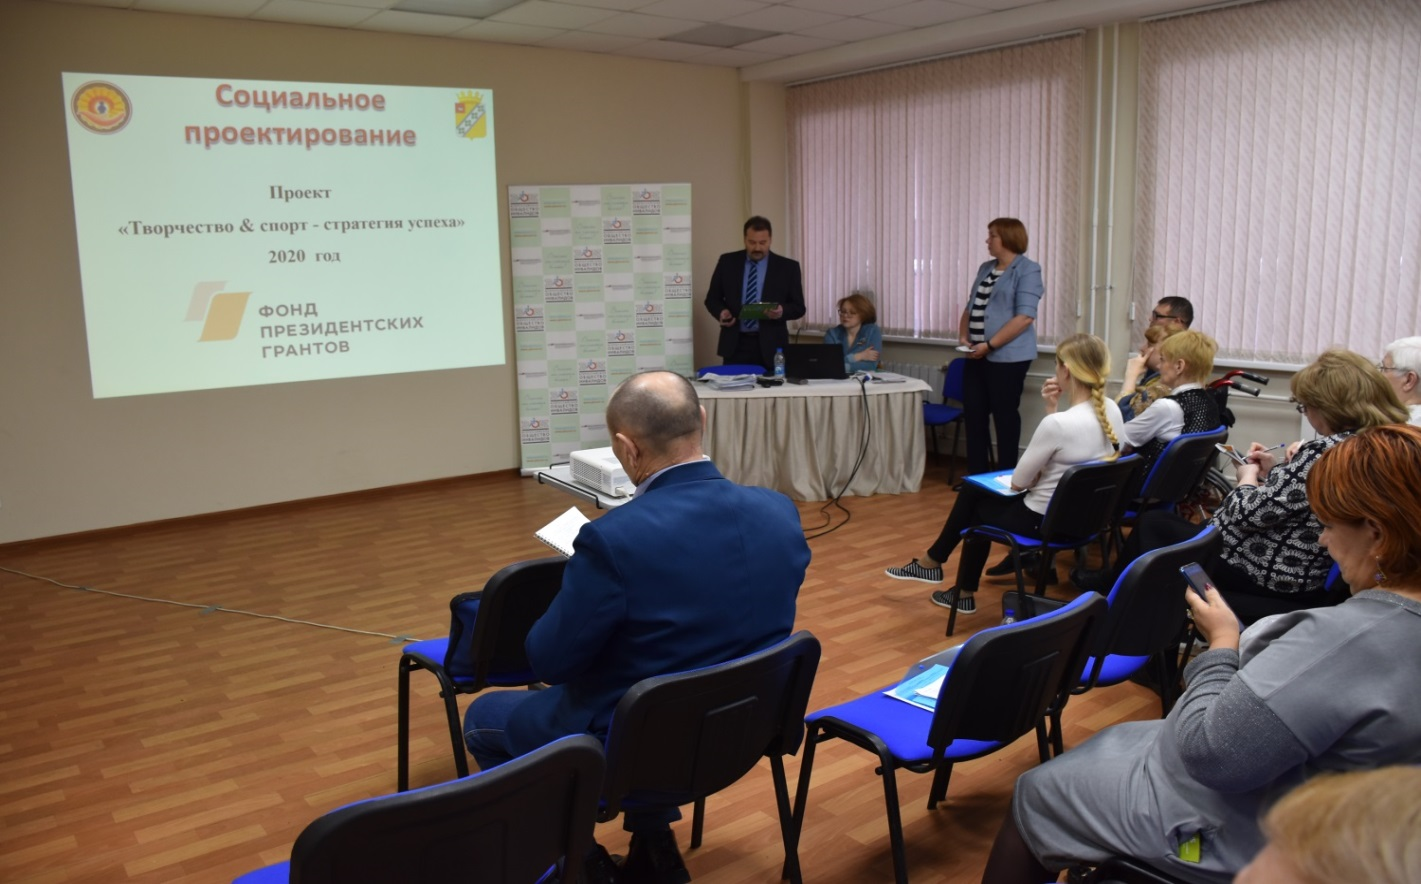 Социальное
проектирование
Проект
«Творчество & спорт - стратегия успеха»
2020 год
ФОНД
ПРЕЗИДЕНТСКИХ
ГРАНТОВ